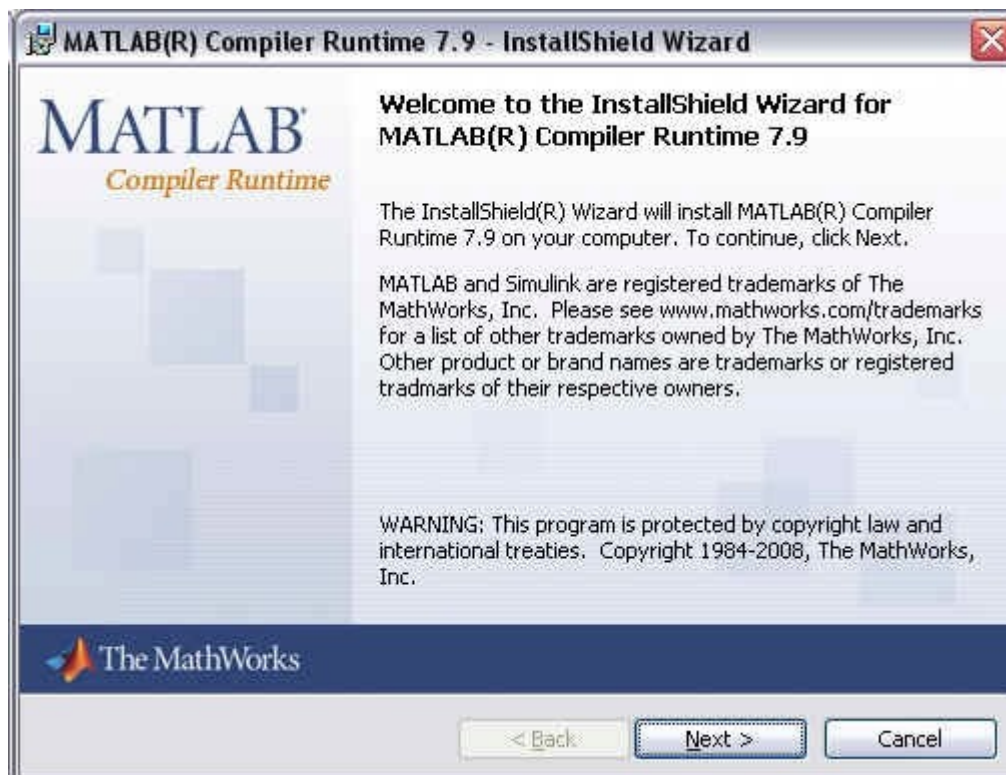 MATLAB(R) Compiler Runtime 7.9 - InstallShield Wizard
MATLAB®
Compiler Runtime
Welcome to the InstallShield Wizard for
MATLAB(R) Compiler Runtime 7.9
The InstallShield(R) Wizard will install MATLAB(R) Compiler
Runtime 7.9 on your computer. To continue, click Next.
MATLAB and Simulink are registered trademarks of The
MathWorks, Inc.  Please see www.mathworks.com/trademarks
for a list of other trademarks owned by The MathWorks, Inc.
Other product or brand names are trademarks or registered
tradmarks of their respective owners.
WARNING: This program is protected by copyright law and
international treaties.  Copyright 1984-2008, The MathWorks,
Inc.
The MathWorks
< Back
Next >
Cancel